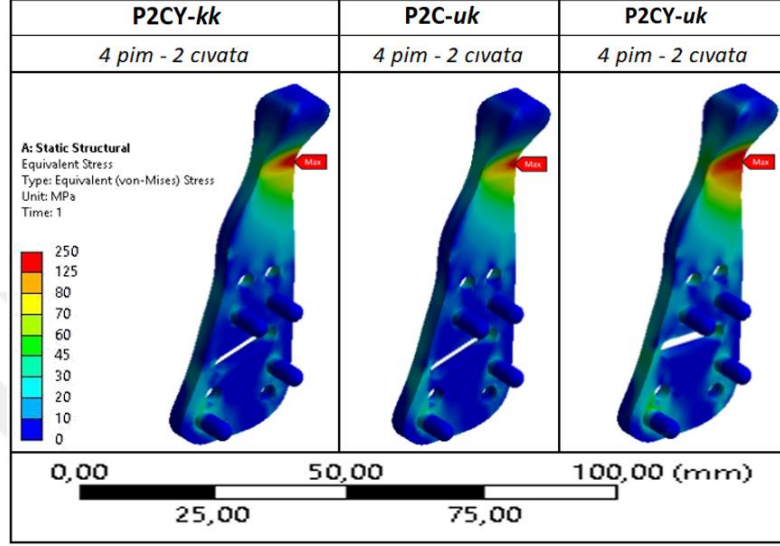 P2CY-kk P2C-uk P2CY-uk
4 pim - 2 cıvata 4 pim - 2 cıvata 4 pim - 2 cıvata
A: Static Structural
Equivalent Stress
Type: Equivalent (von-Mises) Stress
Unit: MPa
Time: 1
Max Max Max
250
125
80
70
60
45
30
20
10
0
0,00 50,00 100,00 (mm)
25,00 75,00